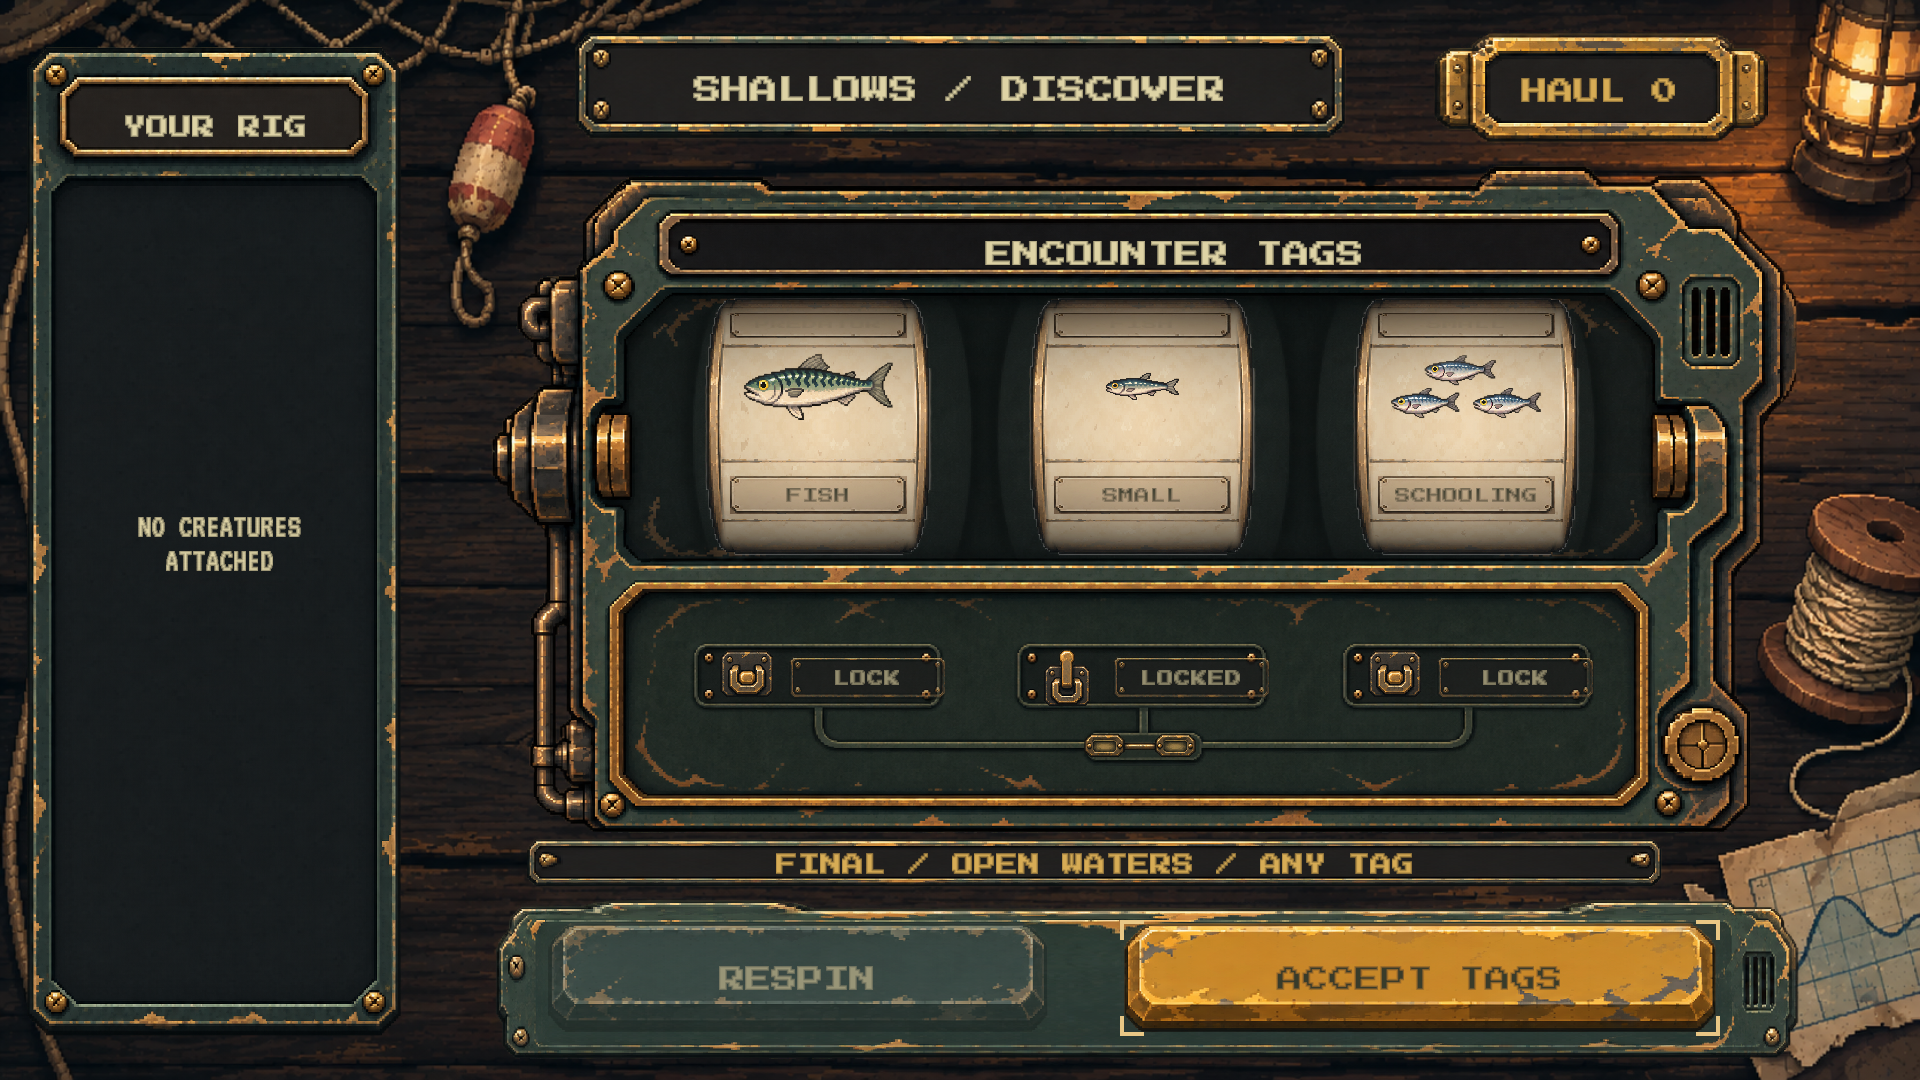 YOUR RIG
NO CREATURES
ATTACHED
SHALLOWS / DISCOVER
HAUL 0
ENCOUNTER TAGS
FISH
SMALL
SCHOOLING
LOCK
LOCKED
LOCK
FINAL / OPEN WATERS / ANY TAG
RESPIN
ACCEPT TAGS